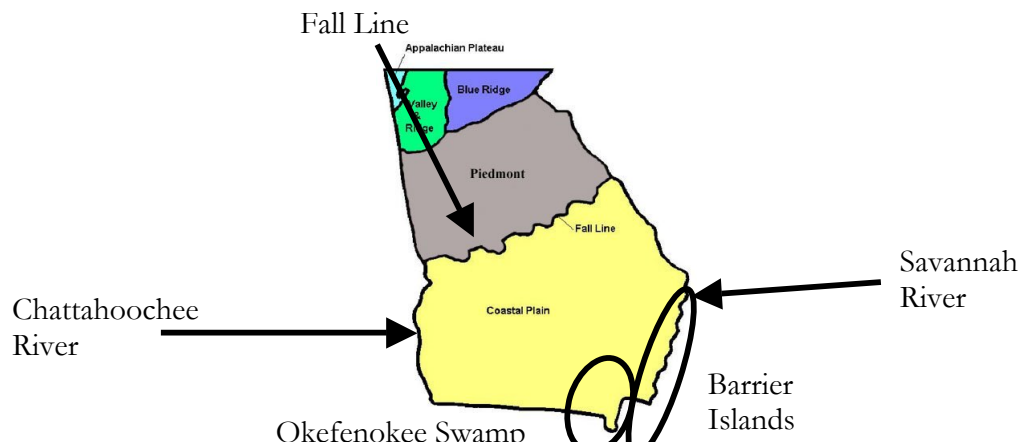 Fall Line
Appalachian Plateau
Blue Ridge
Valley
&
Ridge
Piedmont
Fall Line
Savannah
River
Coastal Plain
Chattahoochee
River
Barrier
Islands
Okefenokee Swamp